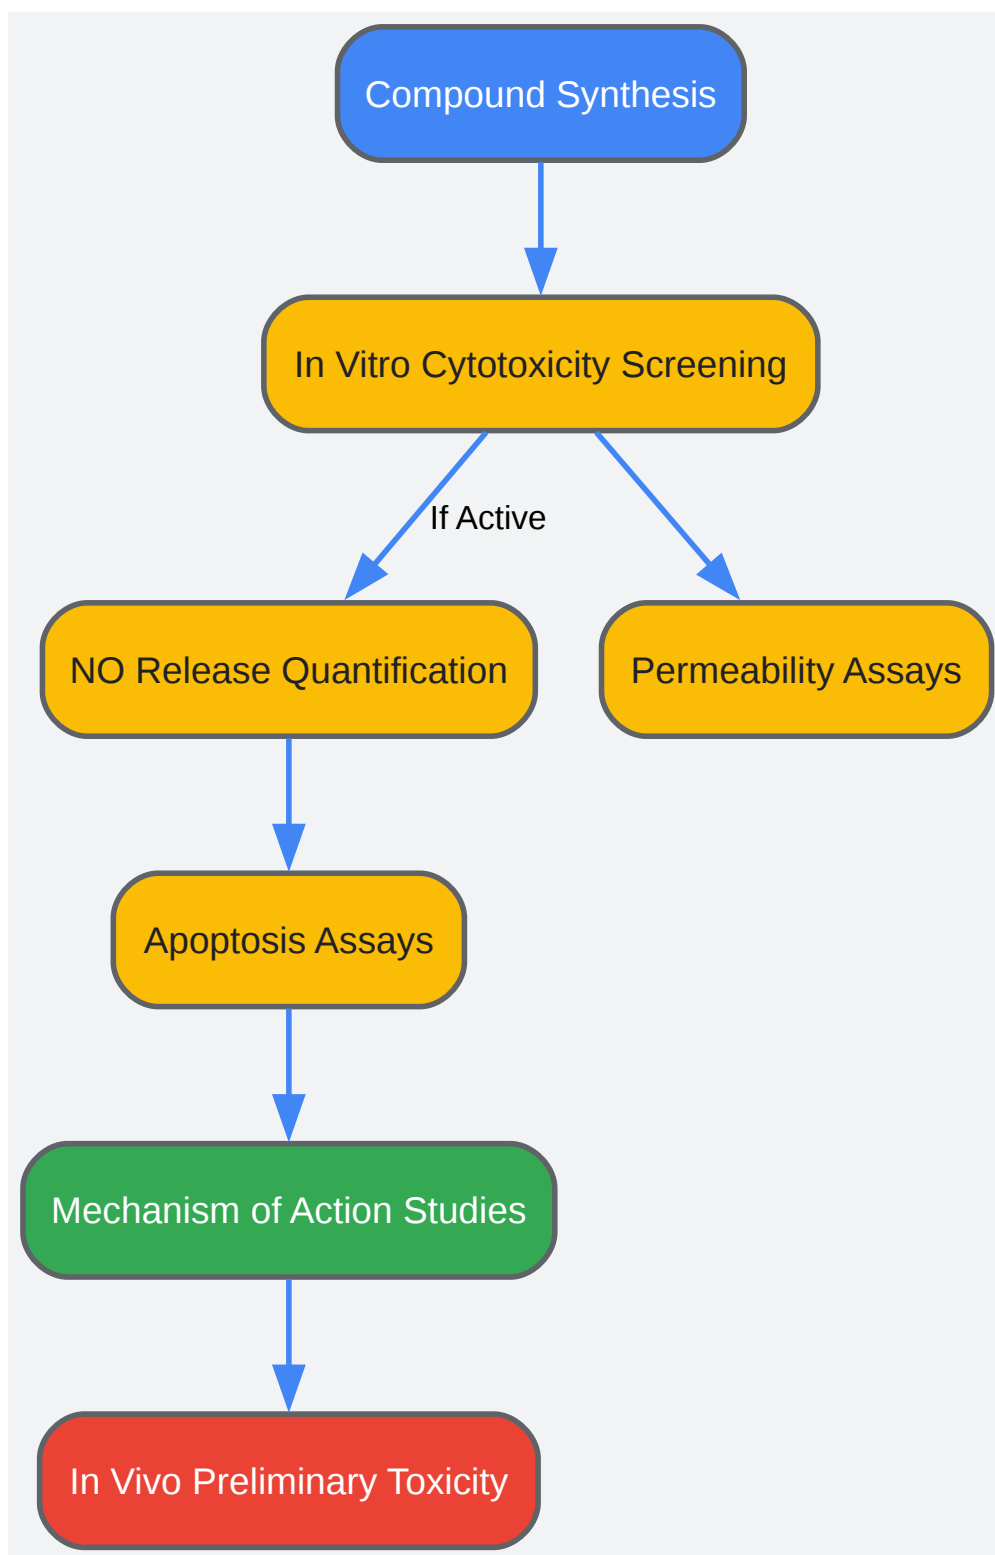 Compound Synthesis
In Vitro Cytotoxicity Screening
If Active
NO Release Quantification
Permeability Assays
Apoptosis Assays
Mechanism of Action Studies
In Vivo Preliminary Toxicity